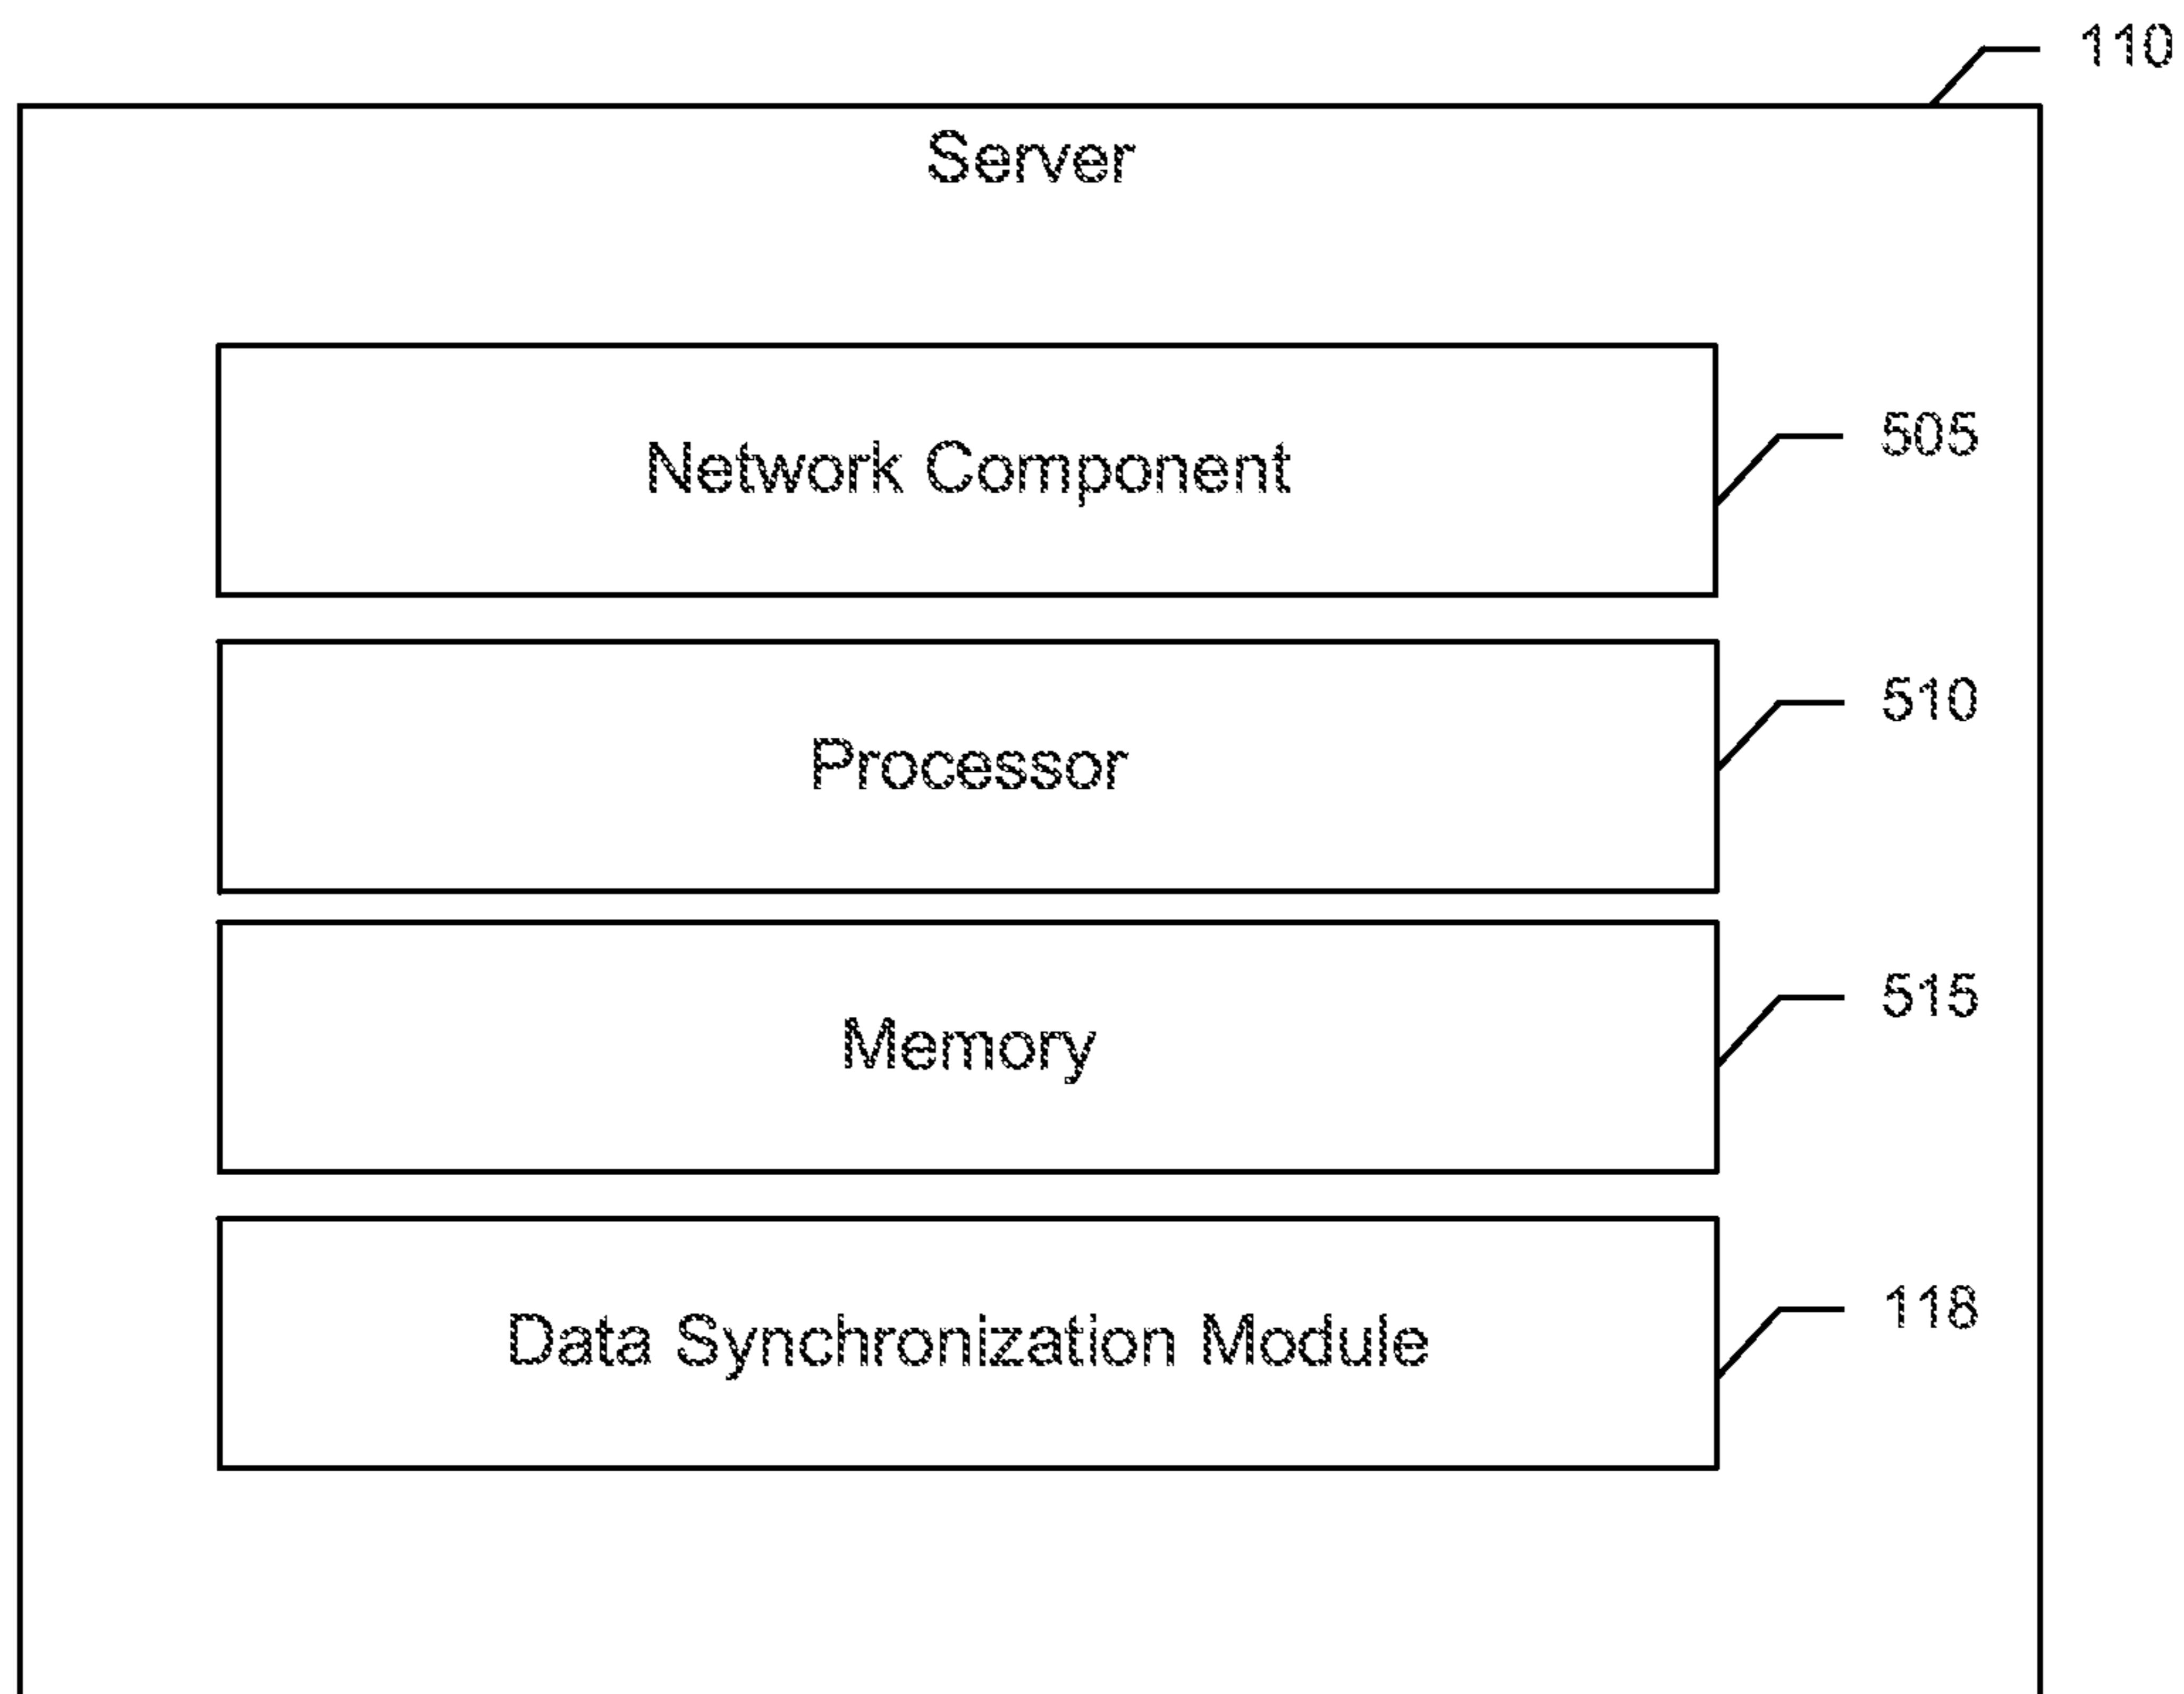 110
Server
505
Network Component
510
Processor
515
Memory
118
Data Synchronization Module